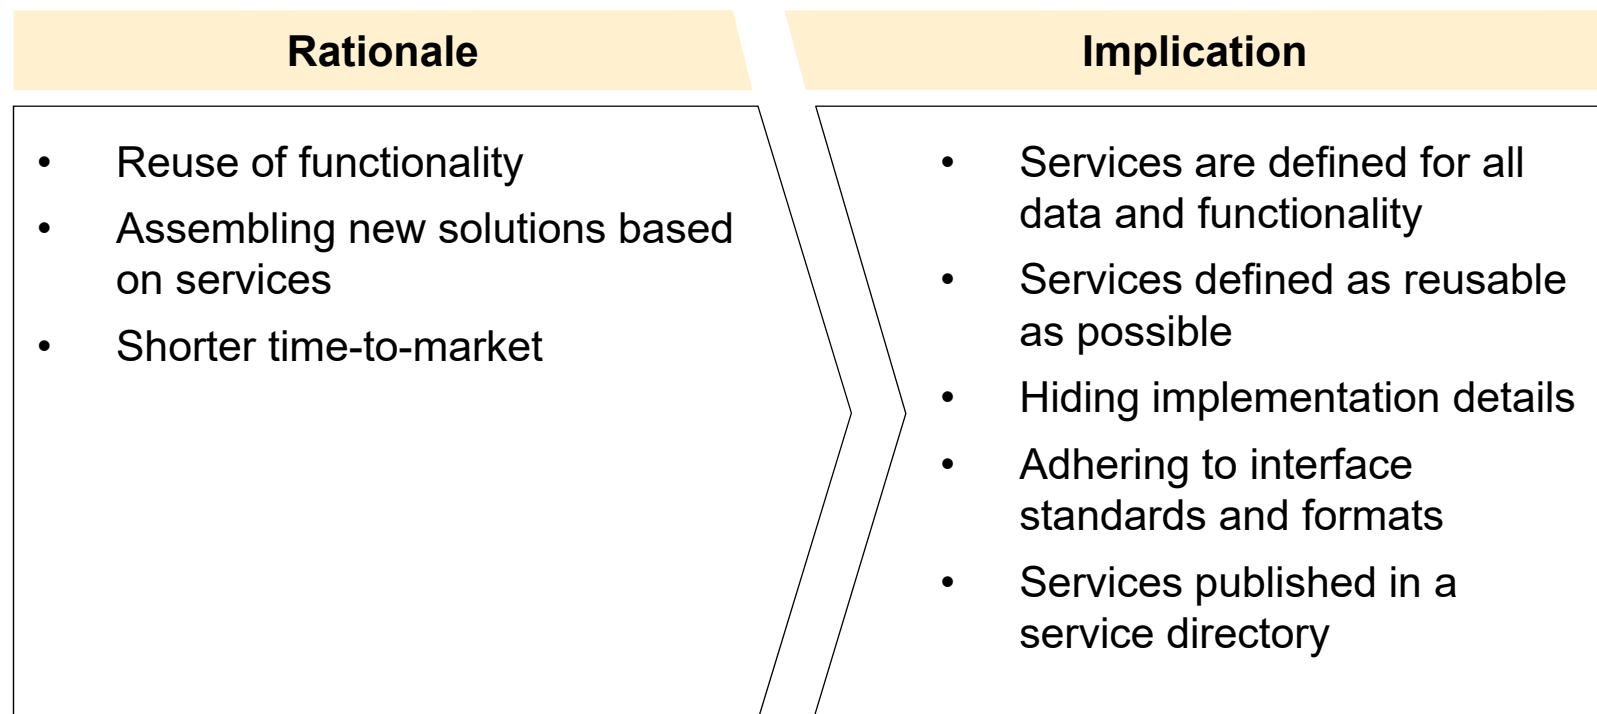 Rationale
• Reuse of functionality
• Assembling new solutions based
on services
• Shorter time-to-market
Implication
• Services are defined for all
data and functionality
• Services defined as reusable
as possible
• Hiding implementation details
• Adhering to interface
standards and formats
• Services published in a
service directory